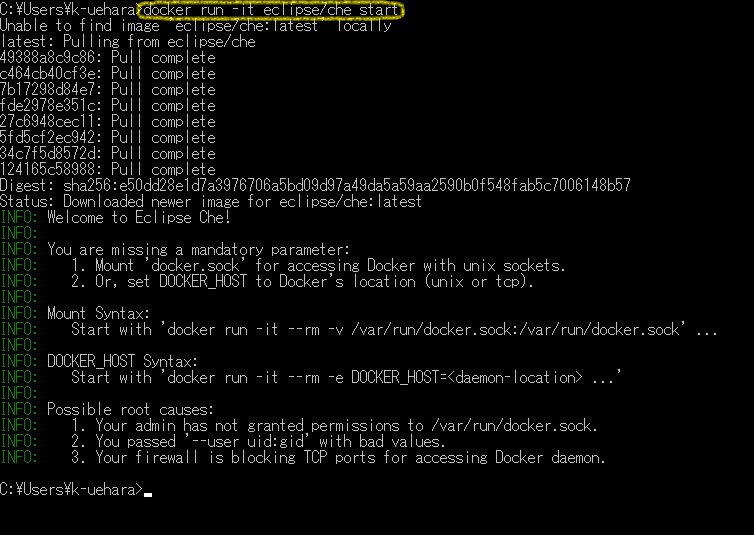 C:¥Users¥k-uehara>docker run -it eclipse/che start
Unable to find image 'eclipse/che:latest' locally
latest: Pulling from eclipse/che
49388a8c9c86: Pull complete
c464cb40cf3e: Pull complete
7b17298d84e7: Pull complete
fde2978e351c: Pull complete
27c6948cec11: Pull complete
5fd5cf2ec942: Pull complete
34c7f5d8572d: Pull complete
124165c58988: Pull complete
Digest: sha256:e50dd28e1d7a3976706a5bd09d97a49da5a59aa2590b0f548fab5c7006148b57
Status: Downloaded newer image for eclipse/che:latest
INFO: Welcome to Eclipse Che!
INFO:
INFO: You are missing a mandatory parameter:
INFO:    1. Mount 'docker.sock' for accessing Docker with unix sockets.
INFO:    2. Or, set DOCKER_HOST to Docker's location (unix or tcp).
INFO:
INFO: Mount Syntax:
INFO:    Start with 'docker run -it --rm -v /var/run/docker.sock:/var/run/docker.sock' ...
INFO:
INFO: DOCKER_HOST Syntax:
INFO:    Start with 'docker run -it --rm -e DOCKER_HOST=<daemon-location> ...'
INFO:
INFO: Possible root causes:
INFO:    1. Your admin has not granted permissions to /var/run/docker.sock.
INFO:    2. You passed '--user uid:gid' with bad values.
INFO:    3. Your firewall is blocking TCP ports for accessing Docker daemon.
C:¥Users¥k-uehara>